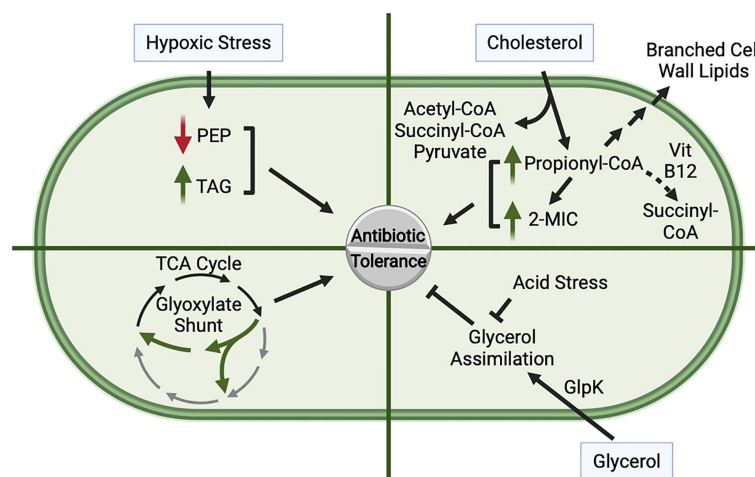 Hypoxic Stress
PEP
TAG
Cholesterol
Branched Cell
Wall Lipids
Acetyl-CoA
Succinyl-CoA
Pyruvate
Propionyl-CoA
2-MIC
Vit
B12
Succinyl-
CoA
Antibiotic
Tolerance
TCA Cycle
Glyoxylate
Shunt
Acid Stress
Glycerol
Assimilation
GlpK
Glycerol